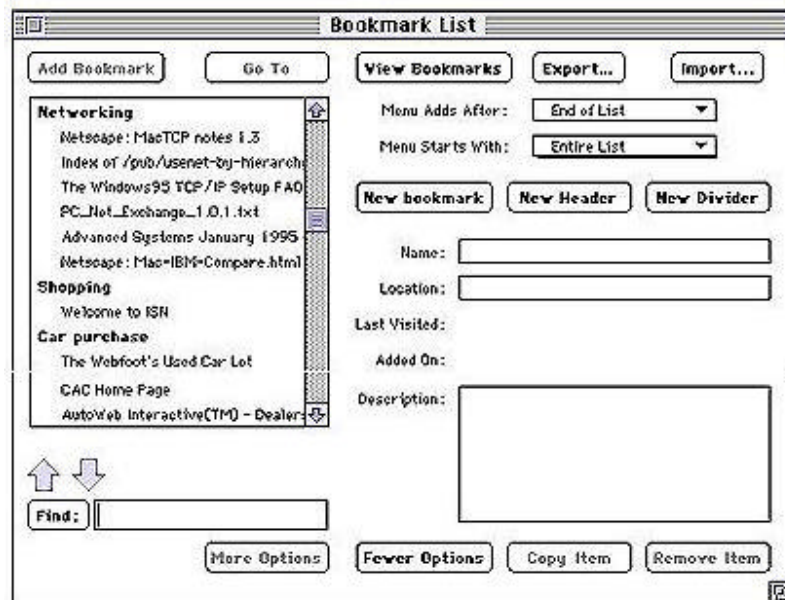 Bookmark List
Add Bookmark Go To View Bookmarks Export... Import...
Networking
Netscape: MacTCP notes 1.3
Index of /pub/usenet-by-hierarch
The Windows95 TCP/IP Setup FAQ
PC_Net_Exchange_1.0.1.txt
Advanced Systems January 1995
Netscape: Mac=IBM=Compare.html
Shopping
Welcome to ISN
Car purchase
The Webfoot's Used Car Lot
CAC Home Page
AutoWeb Interactive(TM) - Dealer
Menu Adds After: End of List
Menu Starts With: Entire List
New bookmark New Header New Divider
Name:
Location:
Last Visited:
Added On:
Description:
Find:
More Options Fewer Options Copy Item Remove Item